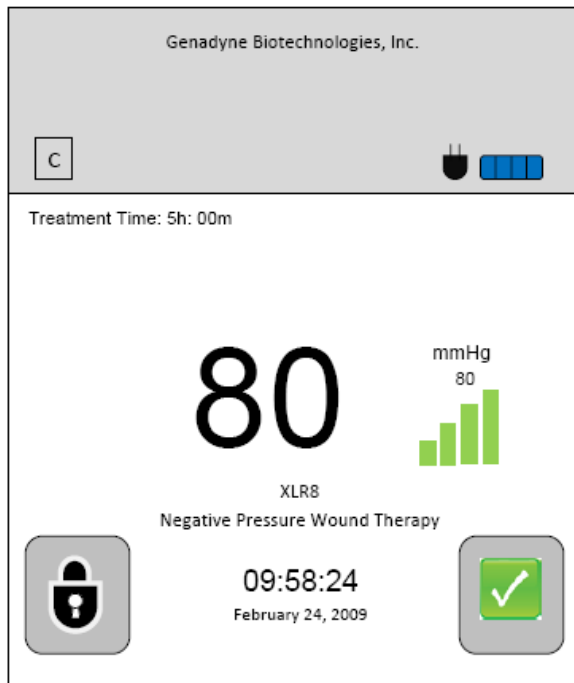 Genadyne Biotechnologies, Inc.
C
Treatment Time: 5h: 00m
80
mmHg
80
XLR8
Negative Pressure Wound Therapy
09:58:24
February 24, 2009